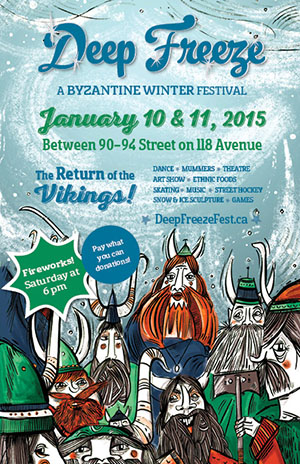 Deep Freeze
A BYZANTINE WINTER FESTIVAL
January 10 & 11, 2015
Between 90–94 Street on 118 Avenue
The Return of the
Vikings!
DANCE * MUMMERS * THEATRE
ART SHOW * ETHNIC FOODS
SKATING * MUSIC * STREET HOCKEY
SNOW & ICE SCULPTURE * GAMES
DeepFreezeFest.ca
Pay what
you can
donations!
Fireworks!
Saturday at
6 pm